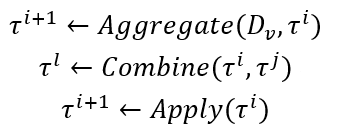 τ^{i+1} ← Aggregate(D_v, τ^i)
τ^l ← Combine(τ^i, τ^j)
τ^{i+1} ← Apply(τ^i)